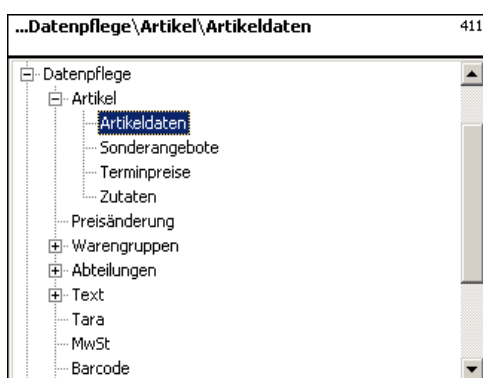 ...Datenpflege\Artikel\Artikeldaten 411
Datenpflege
Artikel
Artikeldaten
Sonderangebote
Terminpreise
Zutaten
Preisänderung
Warengruppen
Abteilungen
Text
Tara
MwSt
Barcode